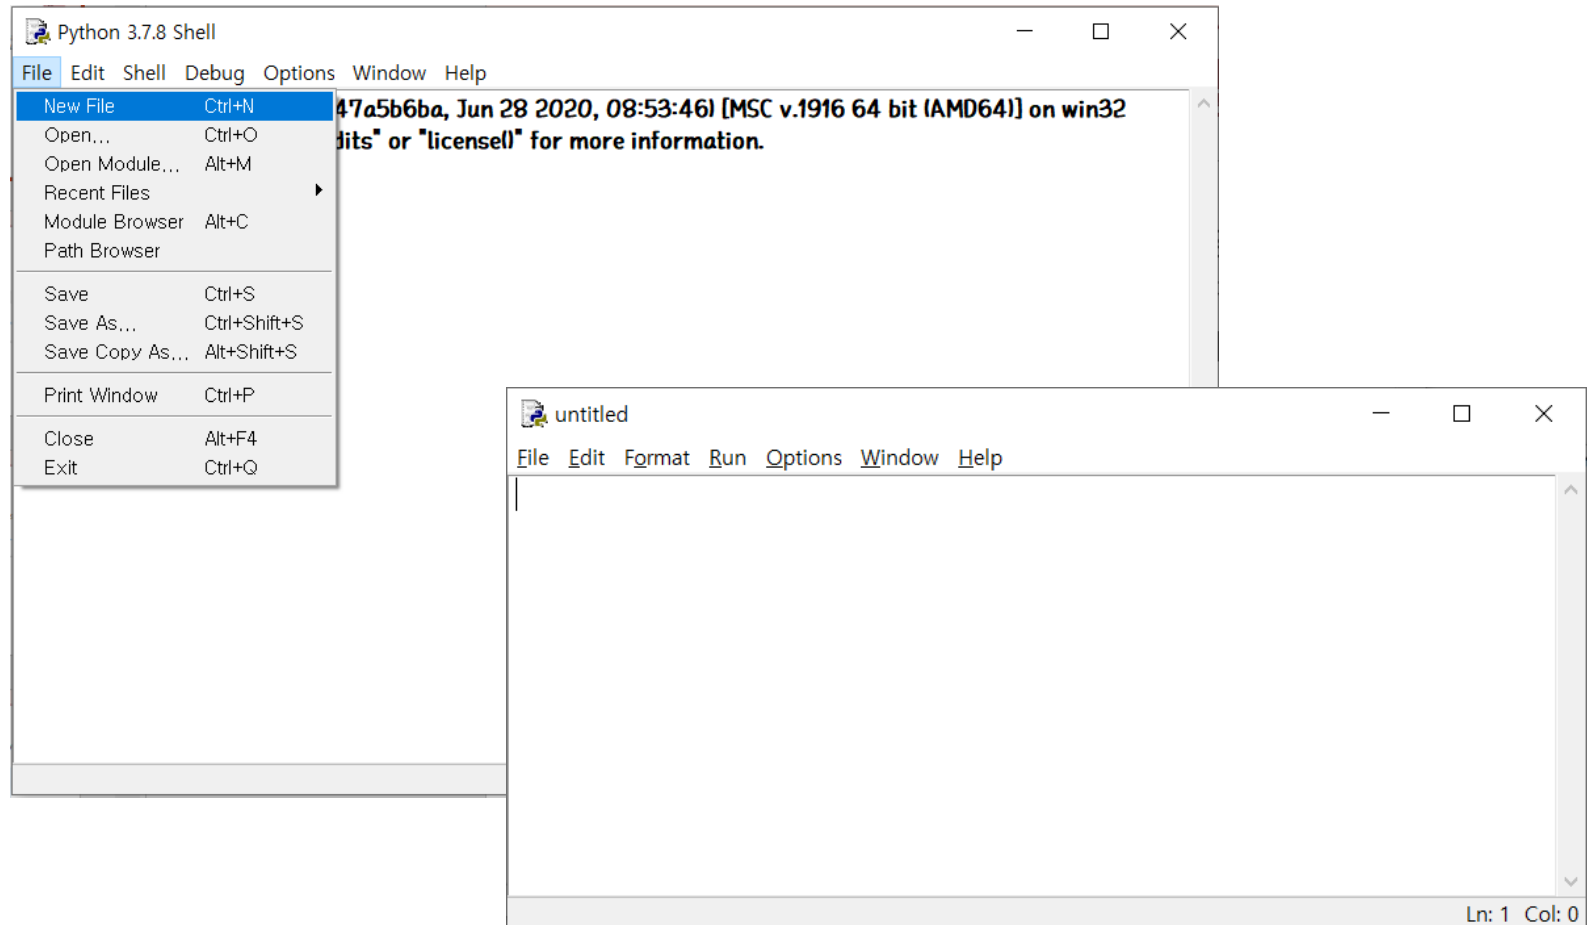 Python 3.7.8 Shell
File Edit Shell Debug Options Window Help
47a5b6ba, Jun 28 2020, 08:53:46) [MSC v.1916 64 bit (AMD64)] on win32
dits" or "license()" for more information.
New File Ctrl+N
Open... Ctrl+O
Open Module... Alt+M
Recent Files
Module Browser Alt+C
Path Browser
Save Ctrl+S
Save As... Ctrl+Shift+S
Save Copy As... Alt+Shift+S
Print Window Ctrl+P
Close Alt+F4
Exit Ctrl+Q
untitled
File Edit Format Run Options Window Help
Ln: 1 Col: 0